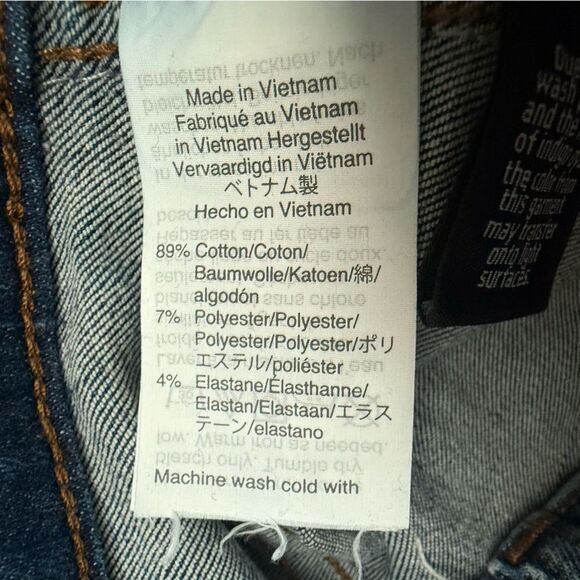 Made in Vietnam
Fabriqué au Vietnam
in Vietnam Hergestellt
Vervaardigd in Viëtnam
ベトナム製
Hecho en Vietnam
89% Cotton/Coton/
Baumwolle/Katoen/綿/
algodón
7% Polyester/Polyester/
Polyester/Polyester/ポリ
エステル/poliéster
4% Elastane/Élasthanne/
Elastan/Elastaan/エラス
テーン/elastano
Machine wash cold with
wash
and the
of indigo
the color from
this garment
may transfer
onto light
surfaces.